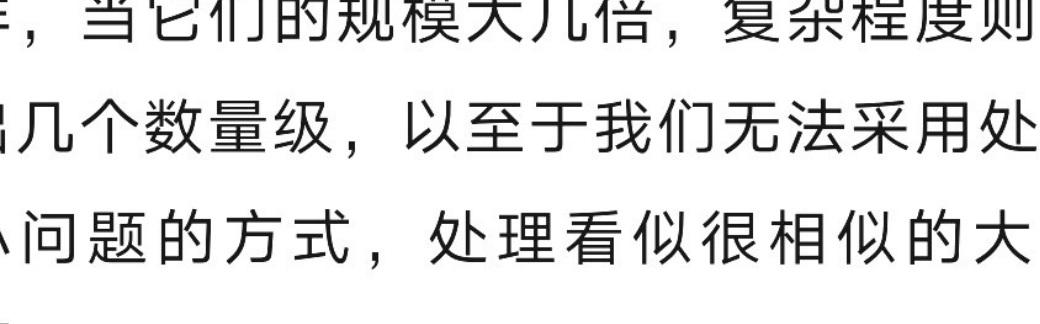 ，当它们的规模大几倍，复杂程度则
出几个数量级，以至于我们无法采用处
小问题的方式，处理看似很相似的大